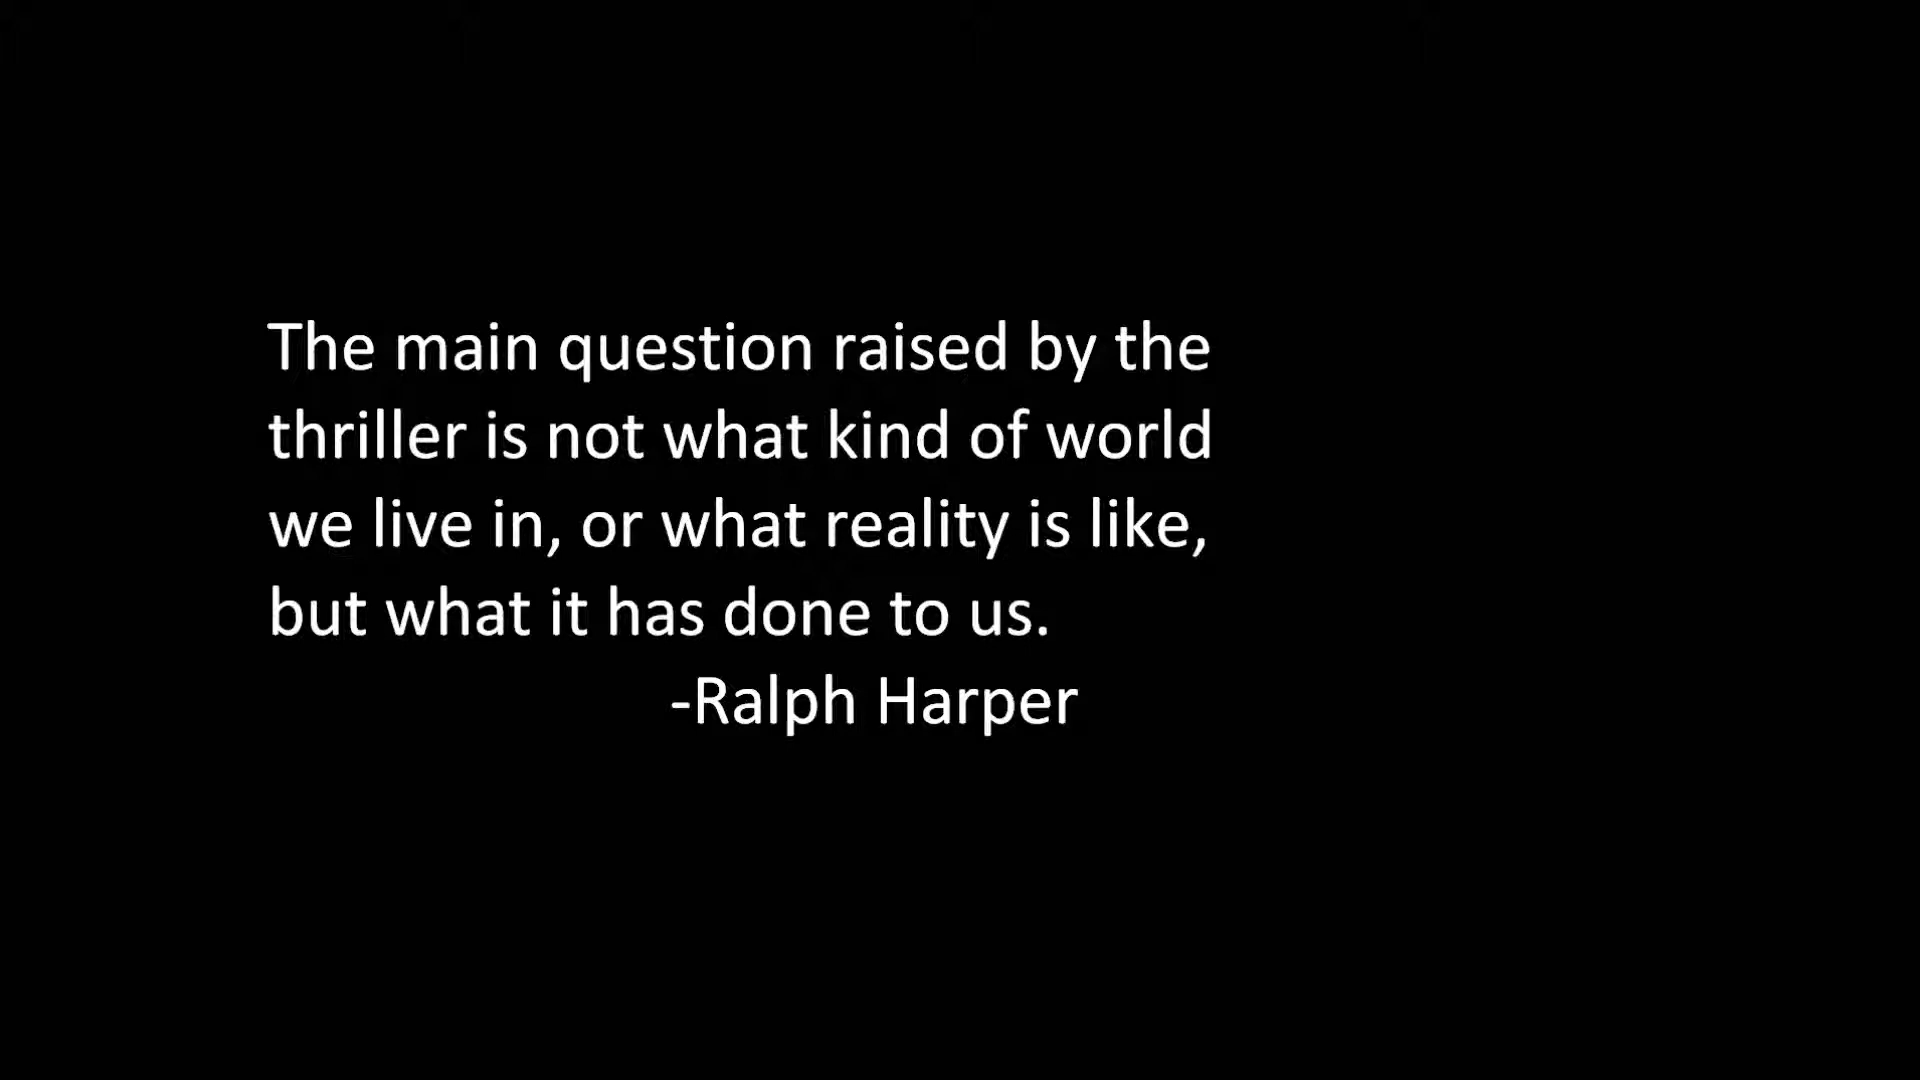 The main question raised by the
thriller is not what kind of world
we live in, or what reality is like,
but what it has done to us.
-Ralph Harper